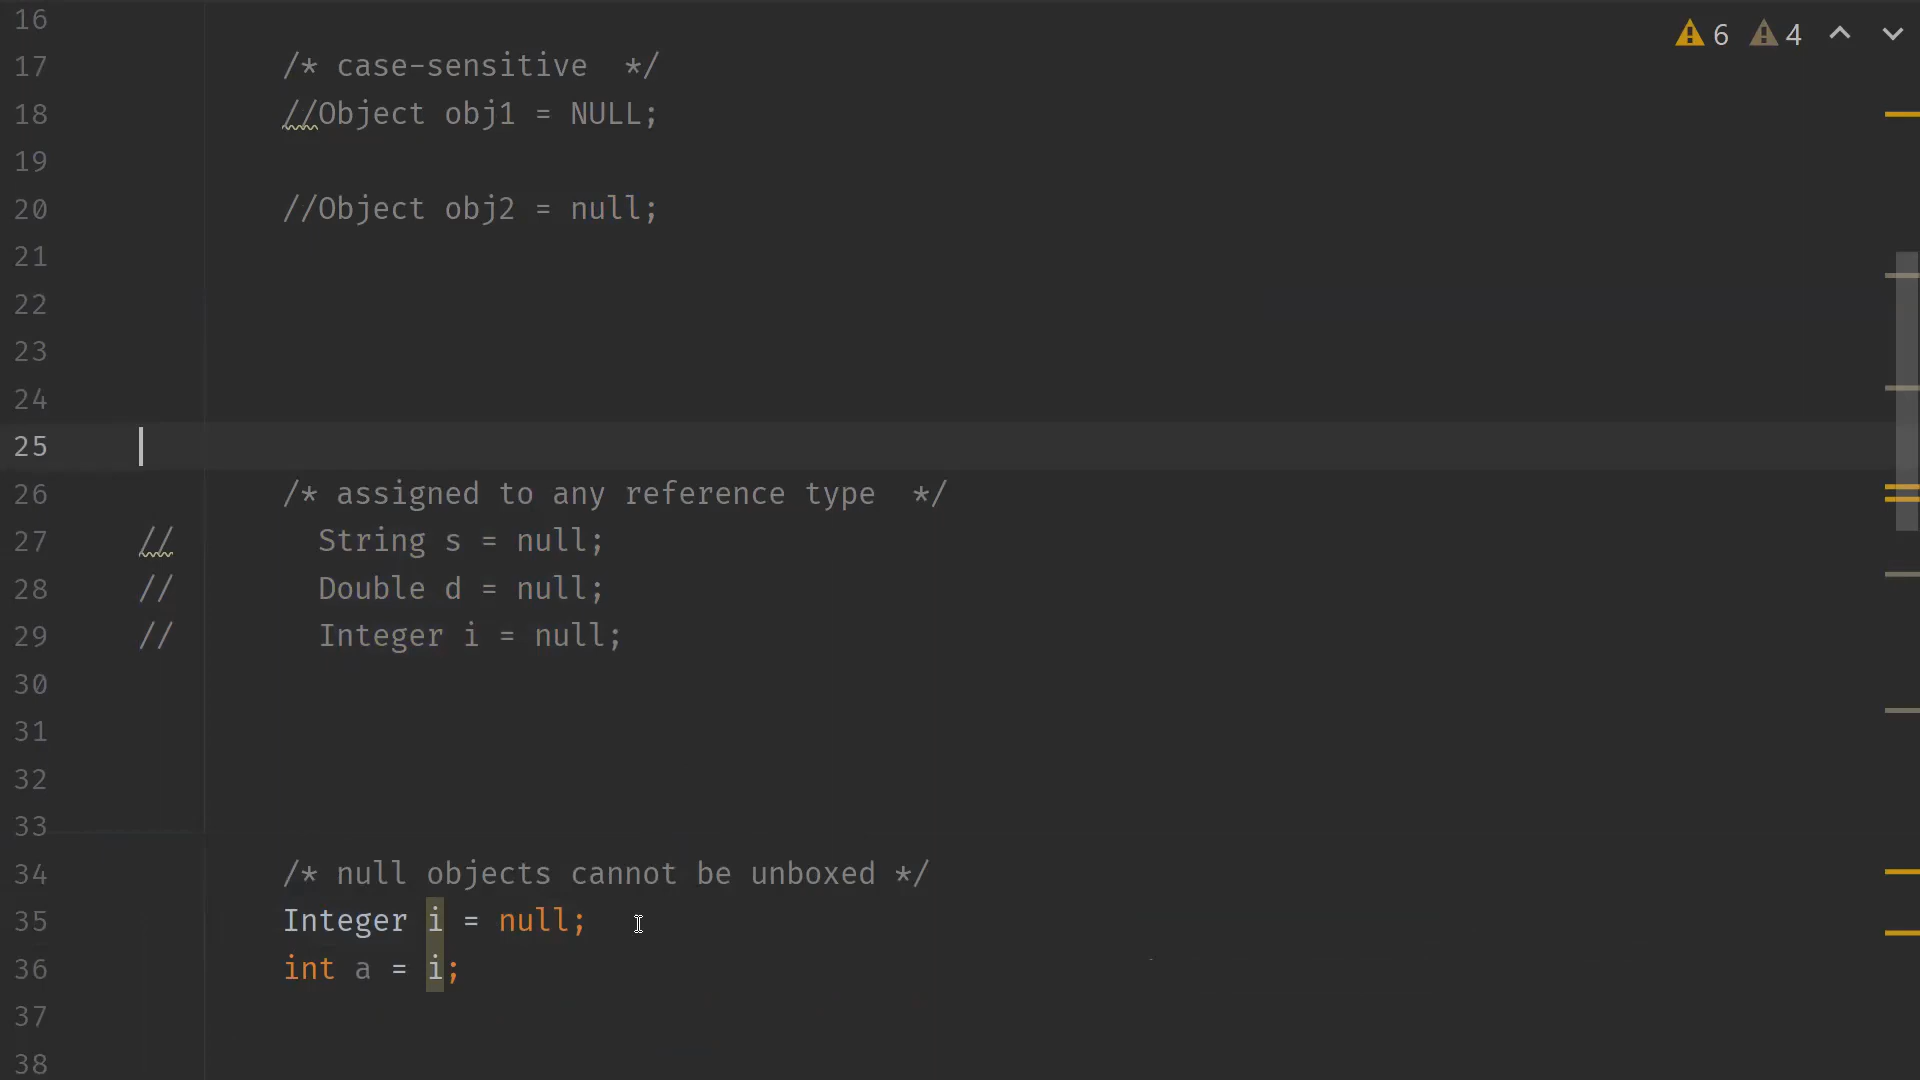 16
6 4
17 /* case-sensitive  */
18 //Object obj1 = NULL;
19
20 //Object obj2 = null;
21
22
23
24
25
26 /* assigned to any reference type  */
27 //        String s = null;
28 //        Double d = null;
29 //        Integer i = null;
30
31
32
33
34 /* null objects cannot be unboxed */
35 Integer i = null;
36 int a = i;
37
38